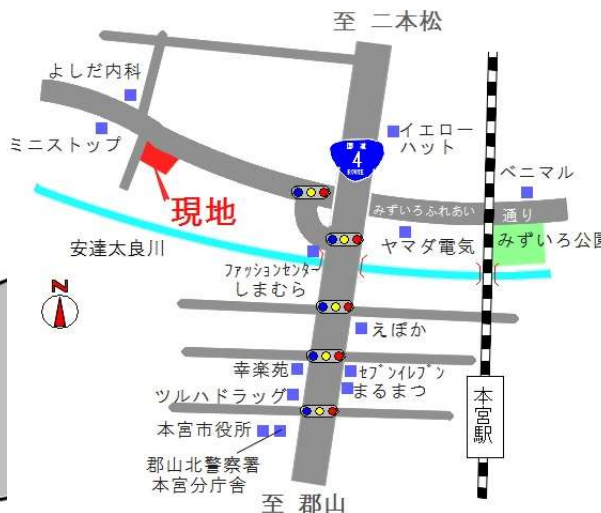 至 二本松
よしだ内科
ミニストップ
現地
安達太良川
国道
4
ROUTE
イエロー
ハット
ベニマル
みずいろふれあい
通り
ヤマダ電気
みずいろ公園
ファッションセンター
しまむら
N
えぽか
幸楽苑
セブンイレブン
まるまつ
ツルハドラッグ
本宮市役所
郡山北警察署
本宮分庁舎
本宮駅
至 郡山